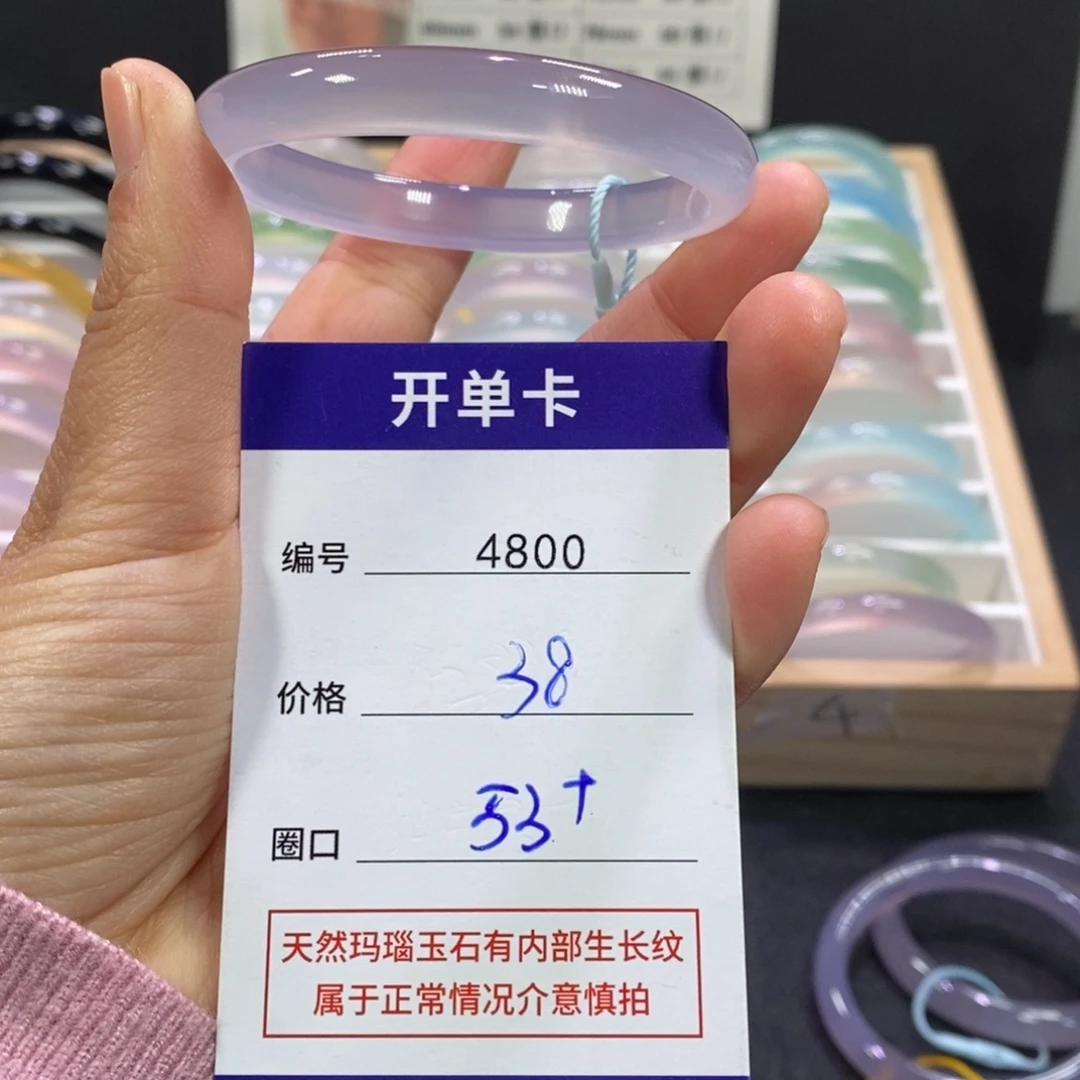 开单卡
编号 4800
价格 38
圈口 53+
天然玛瑙玉石有内部生长纹
属于正常情况介意慎拍
4